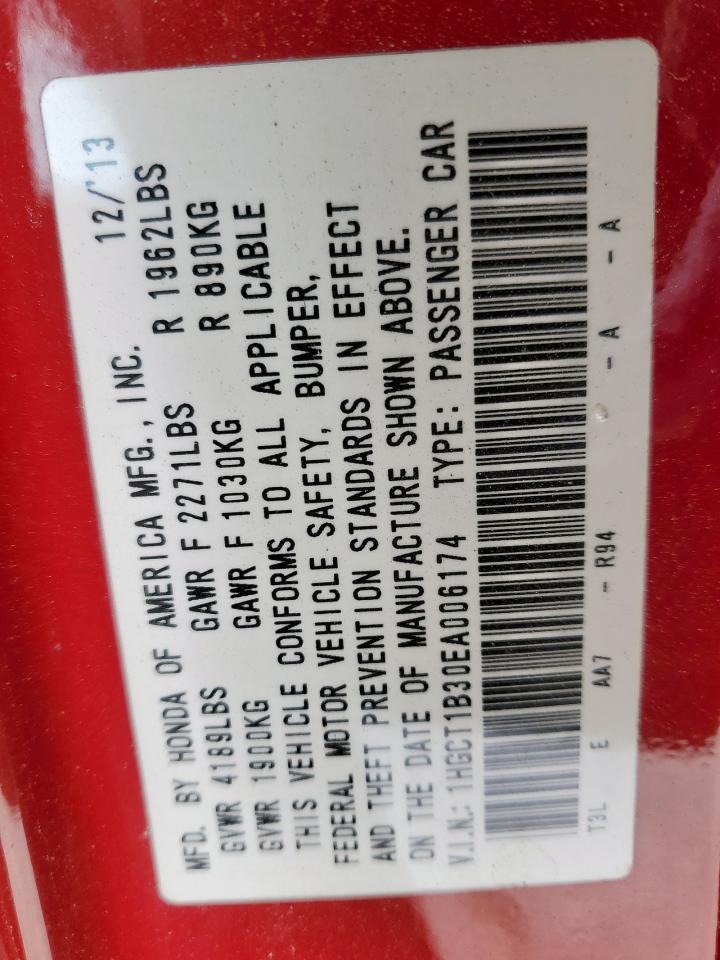 MFD. BY HONDA OF AMERICA MFG., INC. 12/'13
GVWR 4189LBS GAWR F 2271LBS R 1962LBS
GVWR 1900KG GAWR F 1030KG R 890KG
THIS VEHICLE CONFORMS TO ALL APPLICABLE
FEDERAL MOTOR VEHICLE SAFETY, BUMPER,
AND THEFT PREVENTION STANDARDS IN EFFECT
ON THE DATE OF MANUFACTURE SHOWN ABOVE.
V.I.N.: 1HGCT1B30EA006174 TYPE: PASSENGER CAR
T3L E AA7 - R94 - A - A